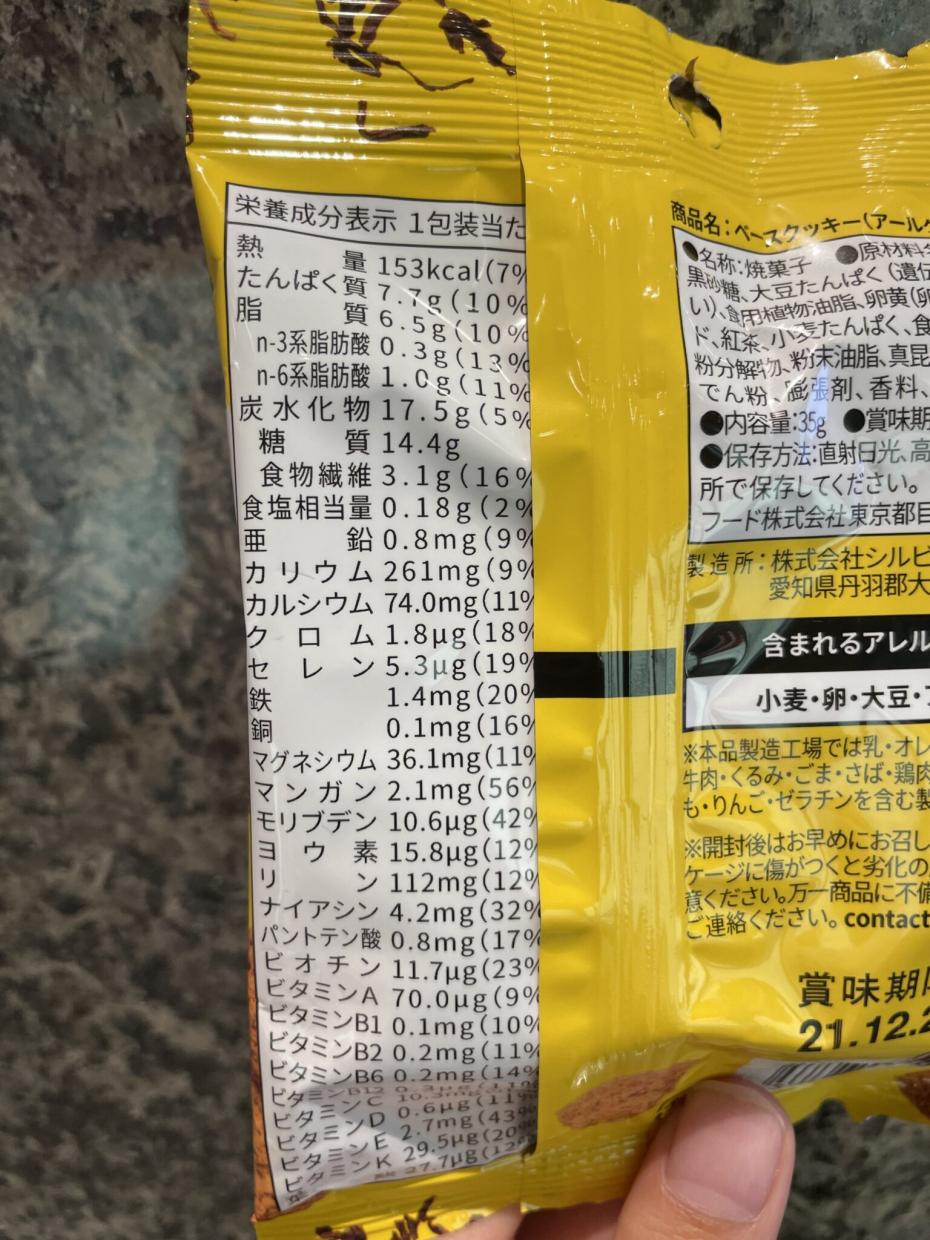 栄養成分表示 1包装当た
熱量 153kcal(7%
たんぱく質 7.7g(10%
脂質 6.5g(10%
n-3系脂肪酸 0.3g(13%
n-6系脂肪酸 1.0g(11%
炭水化物 17.5g(5%
糖質 14.4g
食物繊維 3.1g(16%
食塩相当量 0.18g(2%
亜鉛 0.8mg(9%
カリウム 261mg(9%
カルシウム 74.0mg(11%
クロム 1.8μg(18%
セレン 5.3μg(19%
鉄 1.4mg(20%
銅 0.1mg(16%
マグネシウム 36.1mg(11%
マンガン 2.1mg(56%
モリブデン 10.6μg(42%
ヨウ素 15.8μg(12%
リン 112mg(12%
ナイアシン 4.2mg(32%
パントテン酸 0.8mg(17%
ビオチン 11.7μg(23%
ビタミンA 70.0μg(9%
ビタミンB1 0.1mg(10%
ビタミンB2 0.2mg(11%
ビタミンB6 0.2mg(14%
ビタミンB12
ビタミンC
ビタミンD 0.6μg(11%
ビタミンE 2.7mg(43%
ビタミンK 29.5μg(20%
27.7μg(12%
商品名:ベースクッキー(アール
●名称:焼菓子 ●原材料
黒砂糖、大豆たんぱく(遺伝
い)、食用植物油脂、卵黄(卵
ド、紅茶、小麦たんぱく、食
粉分解物、粉末油脂、真昆
でん粉、膨張剤、香料、
●内容量:35g ●賞味期
●保存方法:直射日光、高
所で保存してください。
フード株式会社 東京都目
製造所:株式会社シルビ
愛知県丹羽郡大
含まれるアレル
小麦・卵・大豆・
※本品製造工場では乳・オレ
牛肉・くるみ・ごま・さば・鶏肉
も・りんご・ゼラチンを含む製
※開封後はお早めにお召し
ケージに傷がつくと劣化の
意ください。万一商品に不備
ご連絡ください。contact
賞味期限
21.12.2